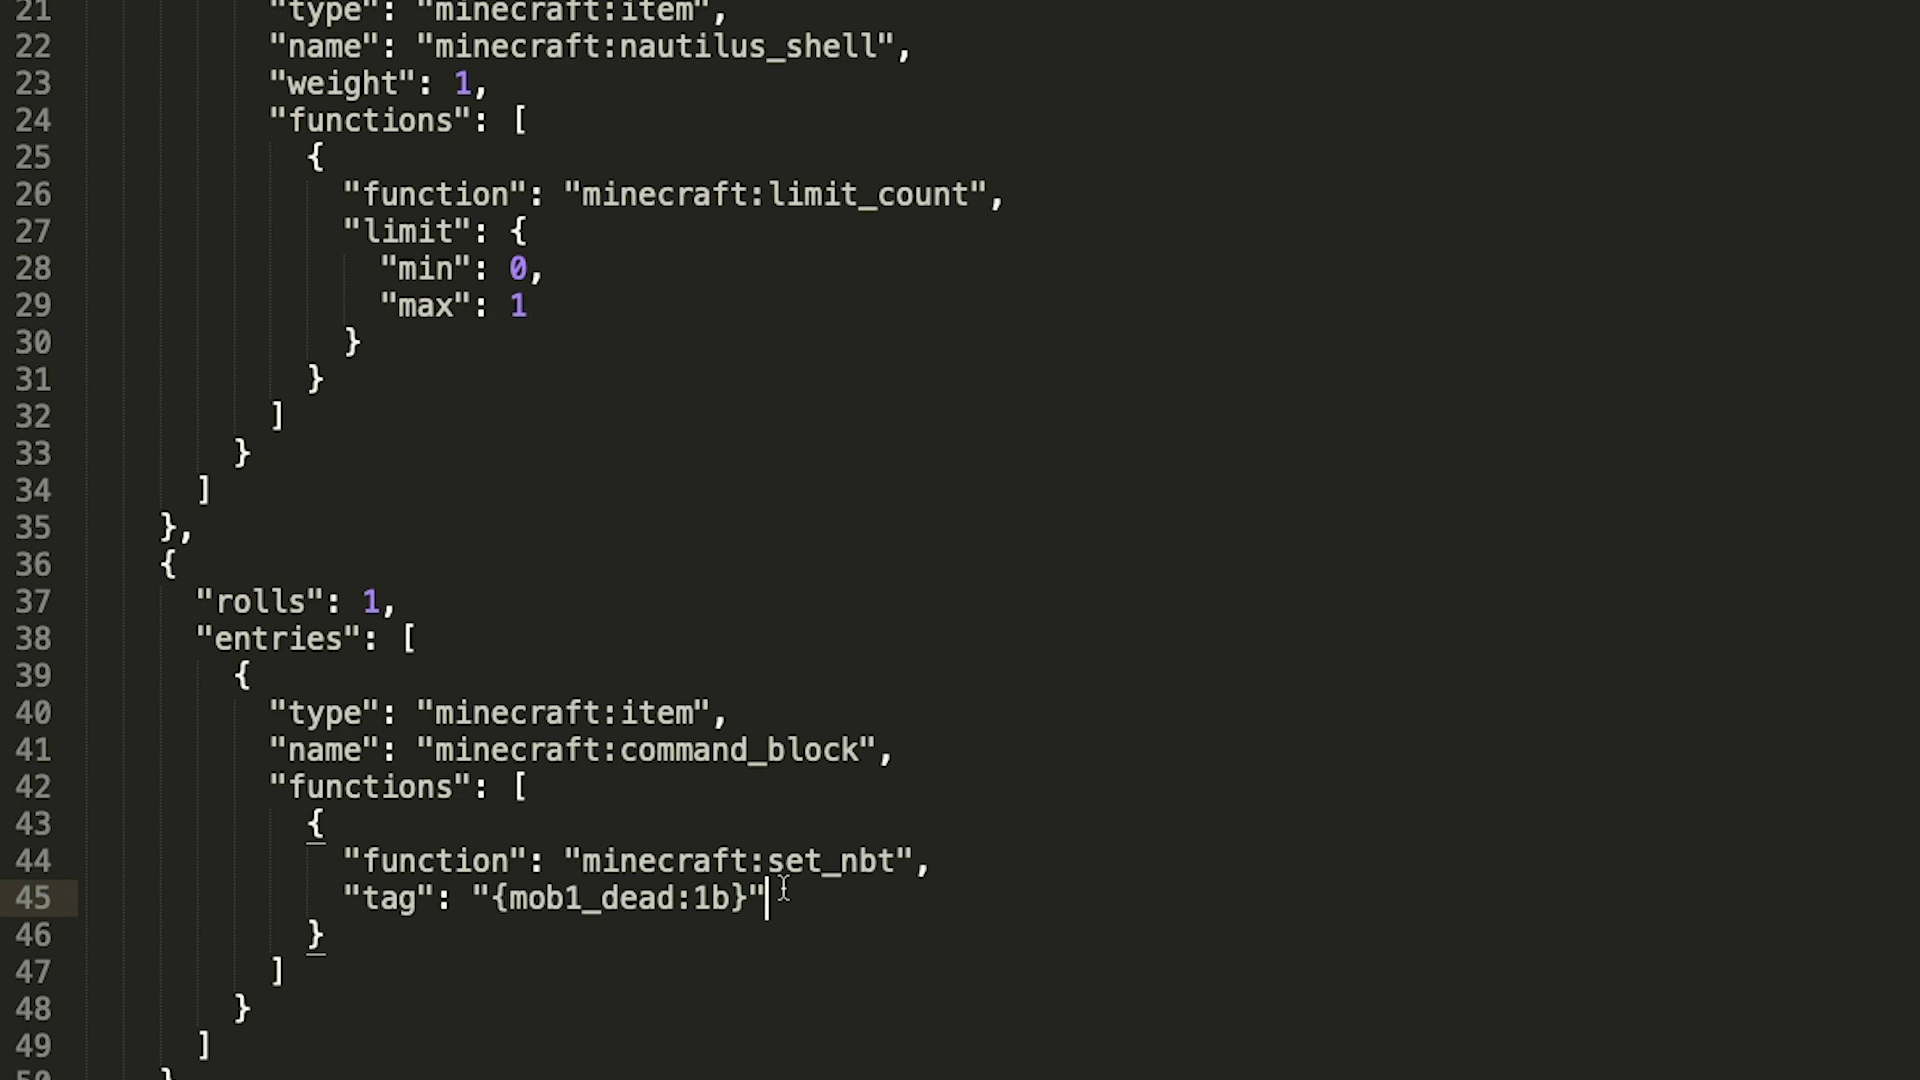 21 "type": "minecraft:item",
22 "name": "minecraft:nautilus_shell",
23 "weight": 1,
24 "functions": [
25 {
26 "function": "minecraft:limit_count",
27 "limit": {
28 "min": 0,
29 "max": 1
30 }
31 }
32 ]
33 }
34 ]
35 },
36 {
37 "rolls": 1,
38 "entries": [
39 {
40 "type": "minecraft:item",
41 "name": "minecraft:command_block",
42 "functions": [
43 {
44 "function": "minecraft:set_nbt",
45 "tag": "{mob1_dead:1b}"
46 }
47 ]
48 }
49 ]
50 }